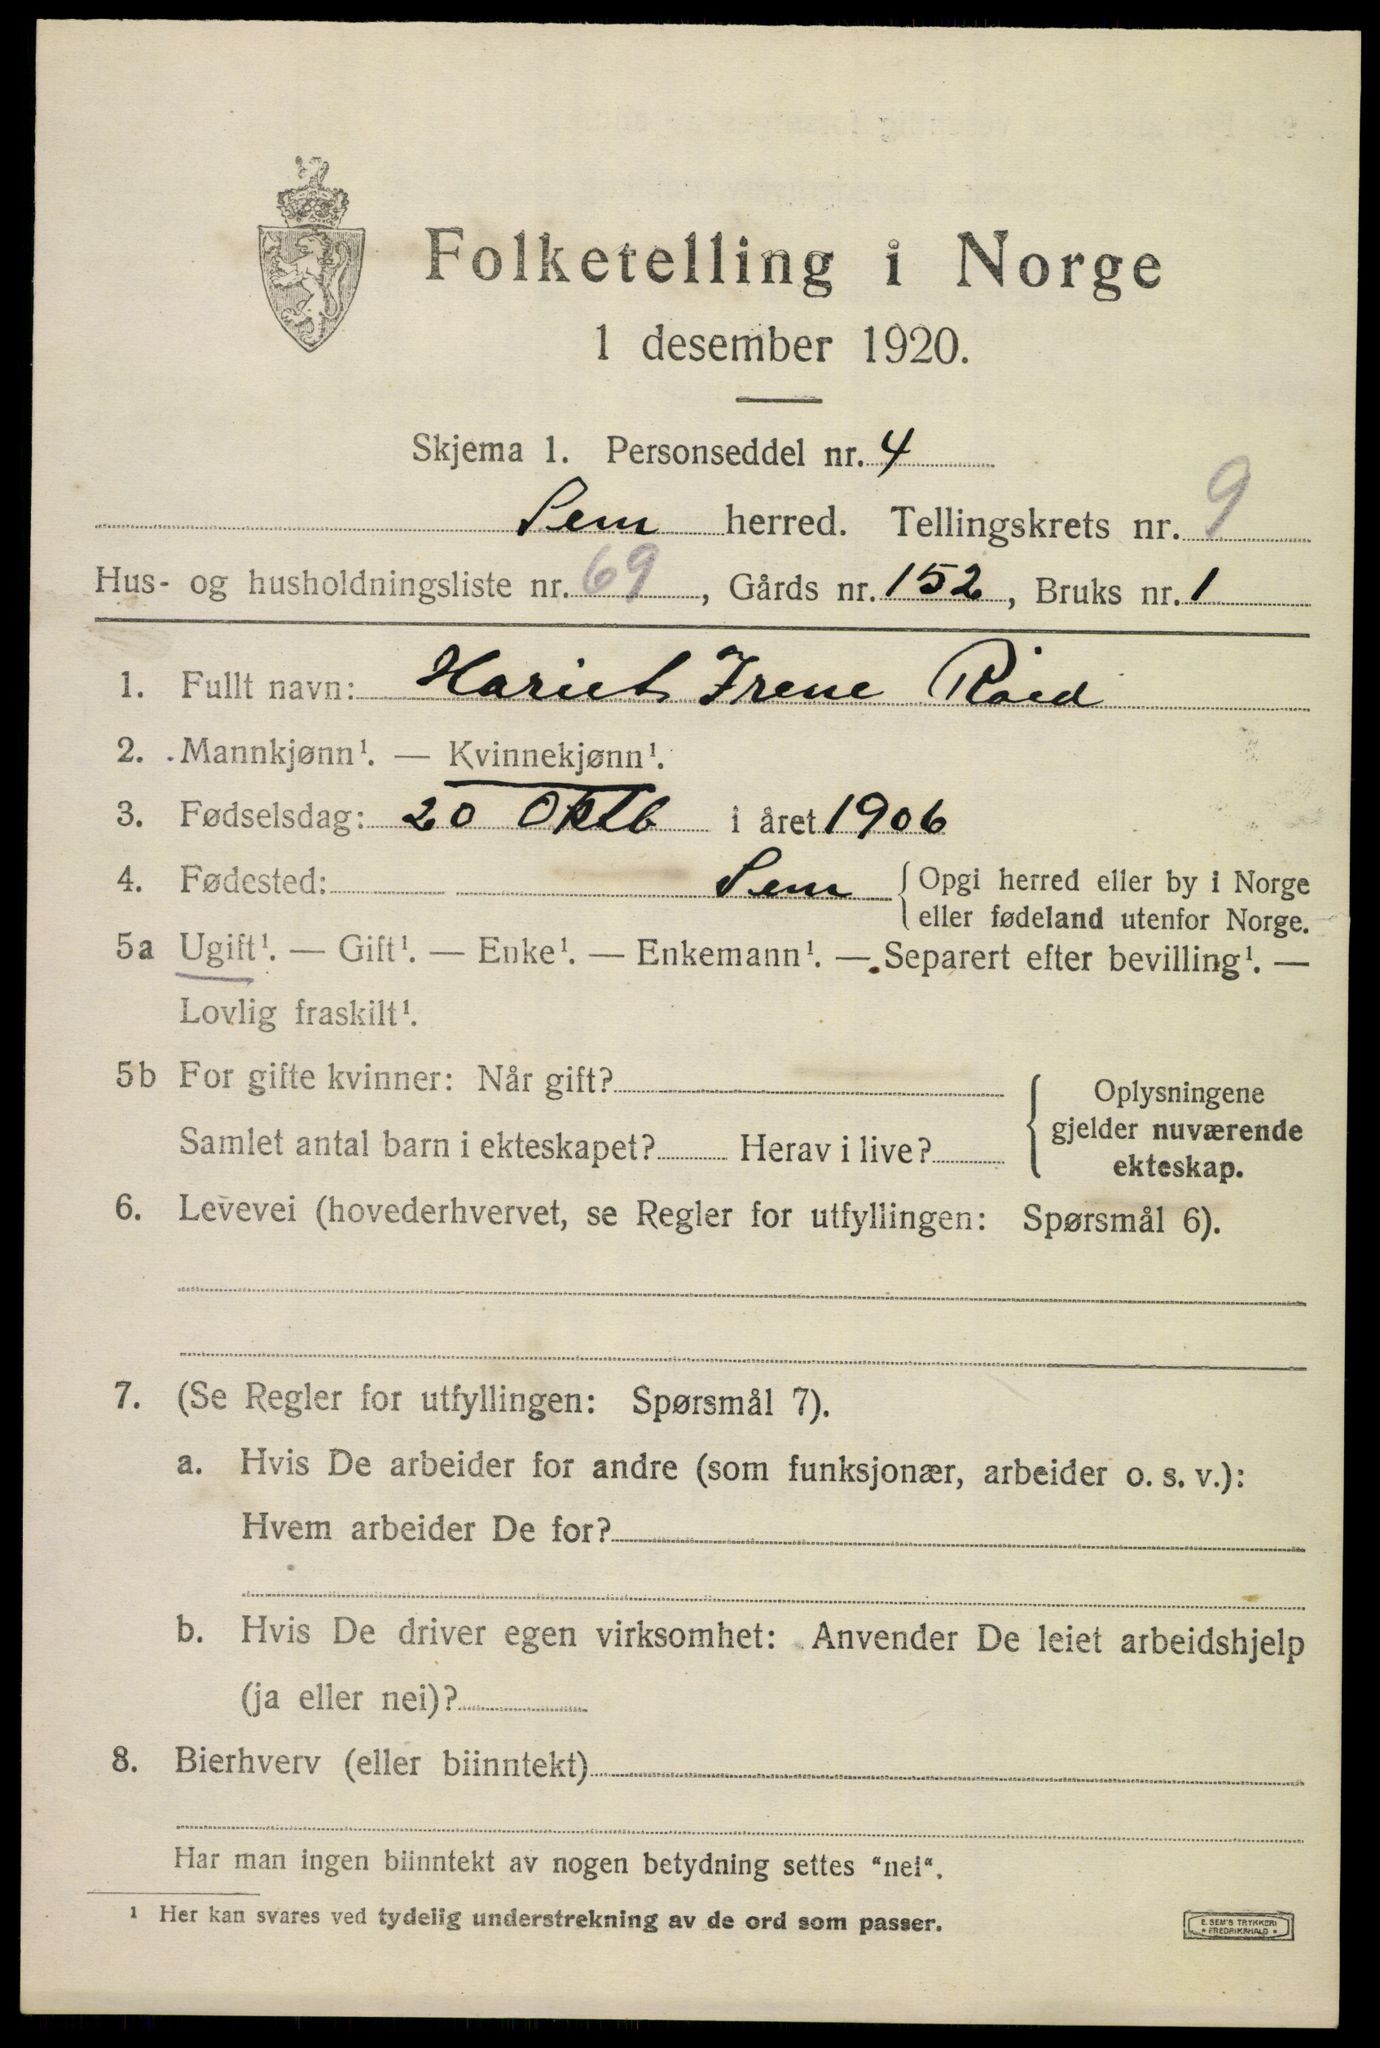 Folketelling i Norge
1 desember 1920.
Skjema 1. Personseddel nr. 4
Sem herred. Tellingskrets nr. 9
Hus- og husholdningsliste nr. 69, Gårds nr. 152, Bruks nr. 1
1. Fullt navn: Hariet Irene Røed
2. Mannkjønn¹. — Kvinnekjønn¹.
3. Fødselsdag: 20 Oktb i året 1906
4. Fødested: Sem { Opgi herred eller by i Norge
eller fødeland utenfor Norge.
5a Ugift¹. — Gift¹. — Enke¹. — Enkemann¹. — Separert efter bevilling¹. —
Lovlig fraskilt¹.
5b For gifte kvinner: Når gift?
Samlet antal barn i ekteskapet? Herav i live?
Oplysningene
gjelder nuværende
ekteskap.
6. Levevei (hovederhvervet, se Regler for utfyllingen: Spørsmål 6).
7. (Se Regler for utfyllingen: Spørsmål 7).
a. Hvis De arbeider for andre (som funksjonær, arbeider o. s. v.):
Hvem arbeider De for?
b. Hvis De driver egen virksomhet: Anvender De leiet arbeidshjelp
(ja eller nei)?
8. Bierhverv (eller biinntekt)
Har man ingen biinntekt av nogen betydning settes "nei".
¹ Her kan svares ved tydelig understrekning av de ord som passer.
E. SEM'S TRYKKERI
* FREDRIKSHALD *